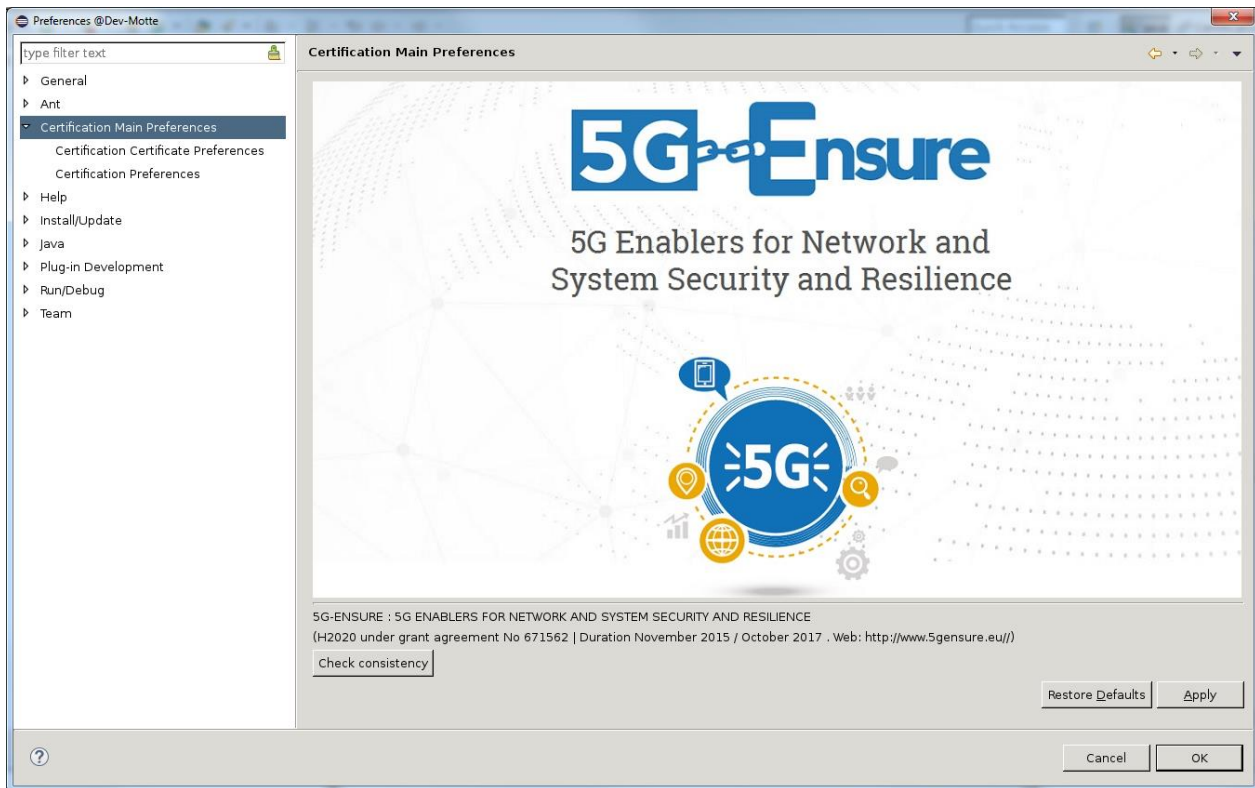 Preferences @Dev-Motte
type filter text
General
Ant
Certification Main Preferences
Certification Certificate Preferences
Certification Preferences
Help
Install/Update
Java
Plug-in Development
Run/Debug
Team
Certification Main Preferences
5G Ensure
5G Enablers for Network and
System Security and Resilience
5G
5G-ENSURE : 5G ENABLERS FOR NETWORK AND SYSTEM SECURITY AND RESILIENCE
(H2020 under grant agreement No 671562 | Duration November 2015 / October 2017 . Web: http://www.5gensure.eu//)
Check consistency
Restore Defaults Apply
Cancel OK